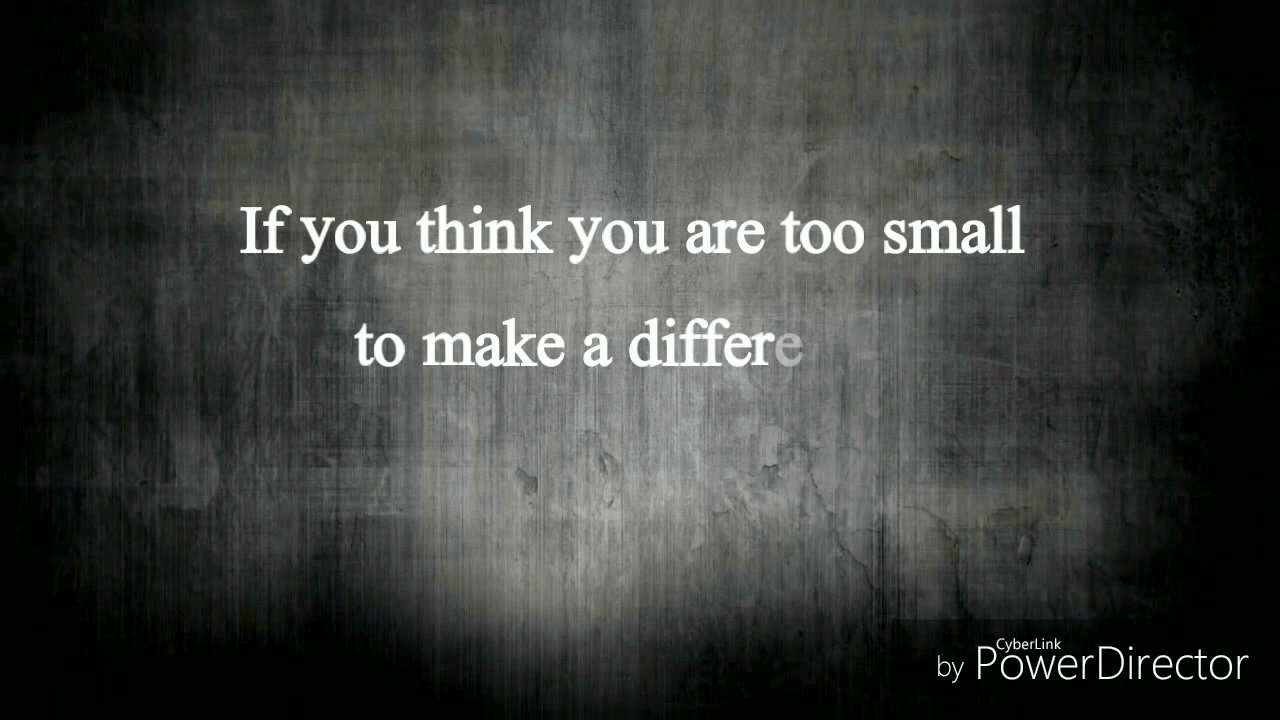 If you think you are too small
to make a differe
CyberLink
by PowerDirector